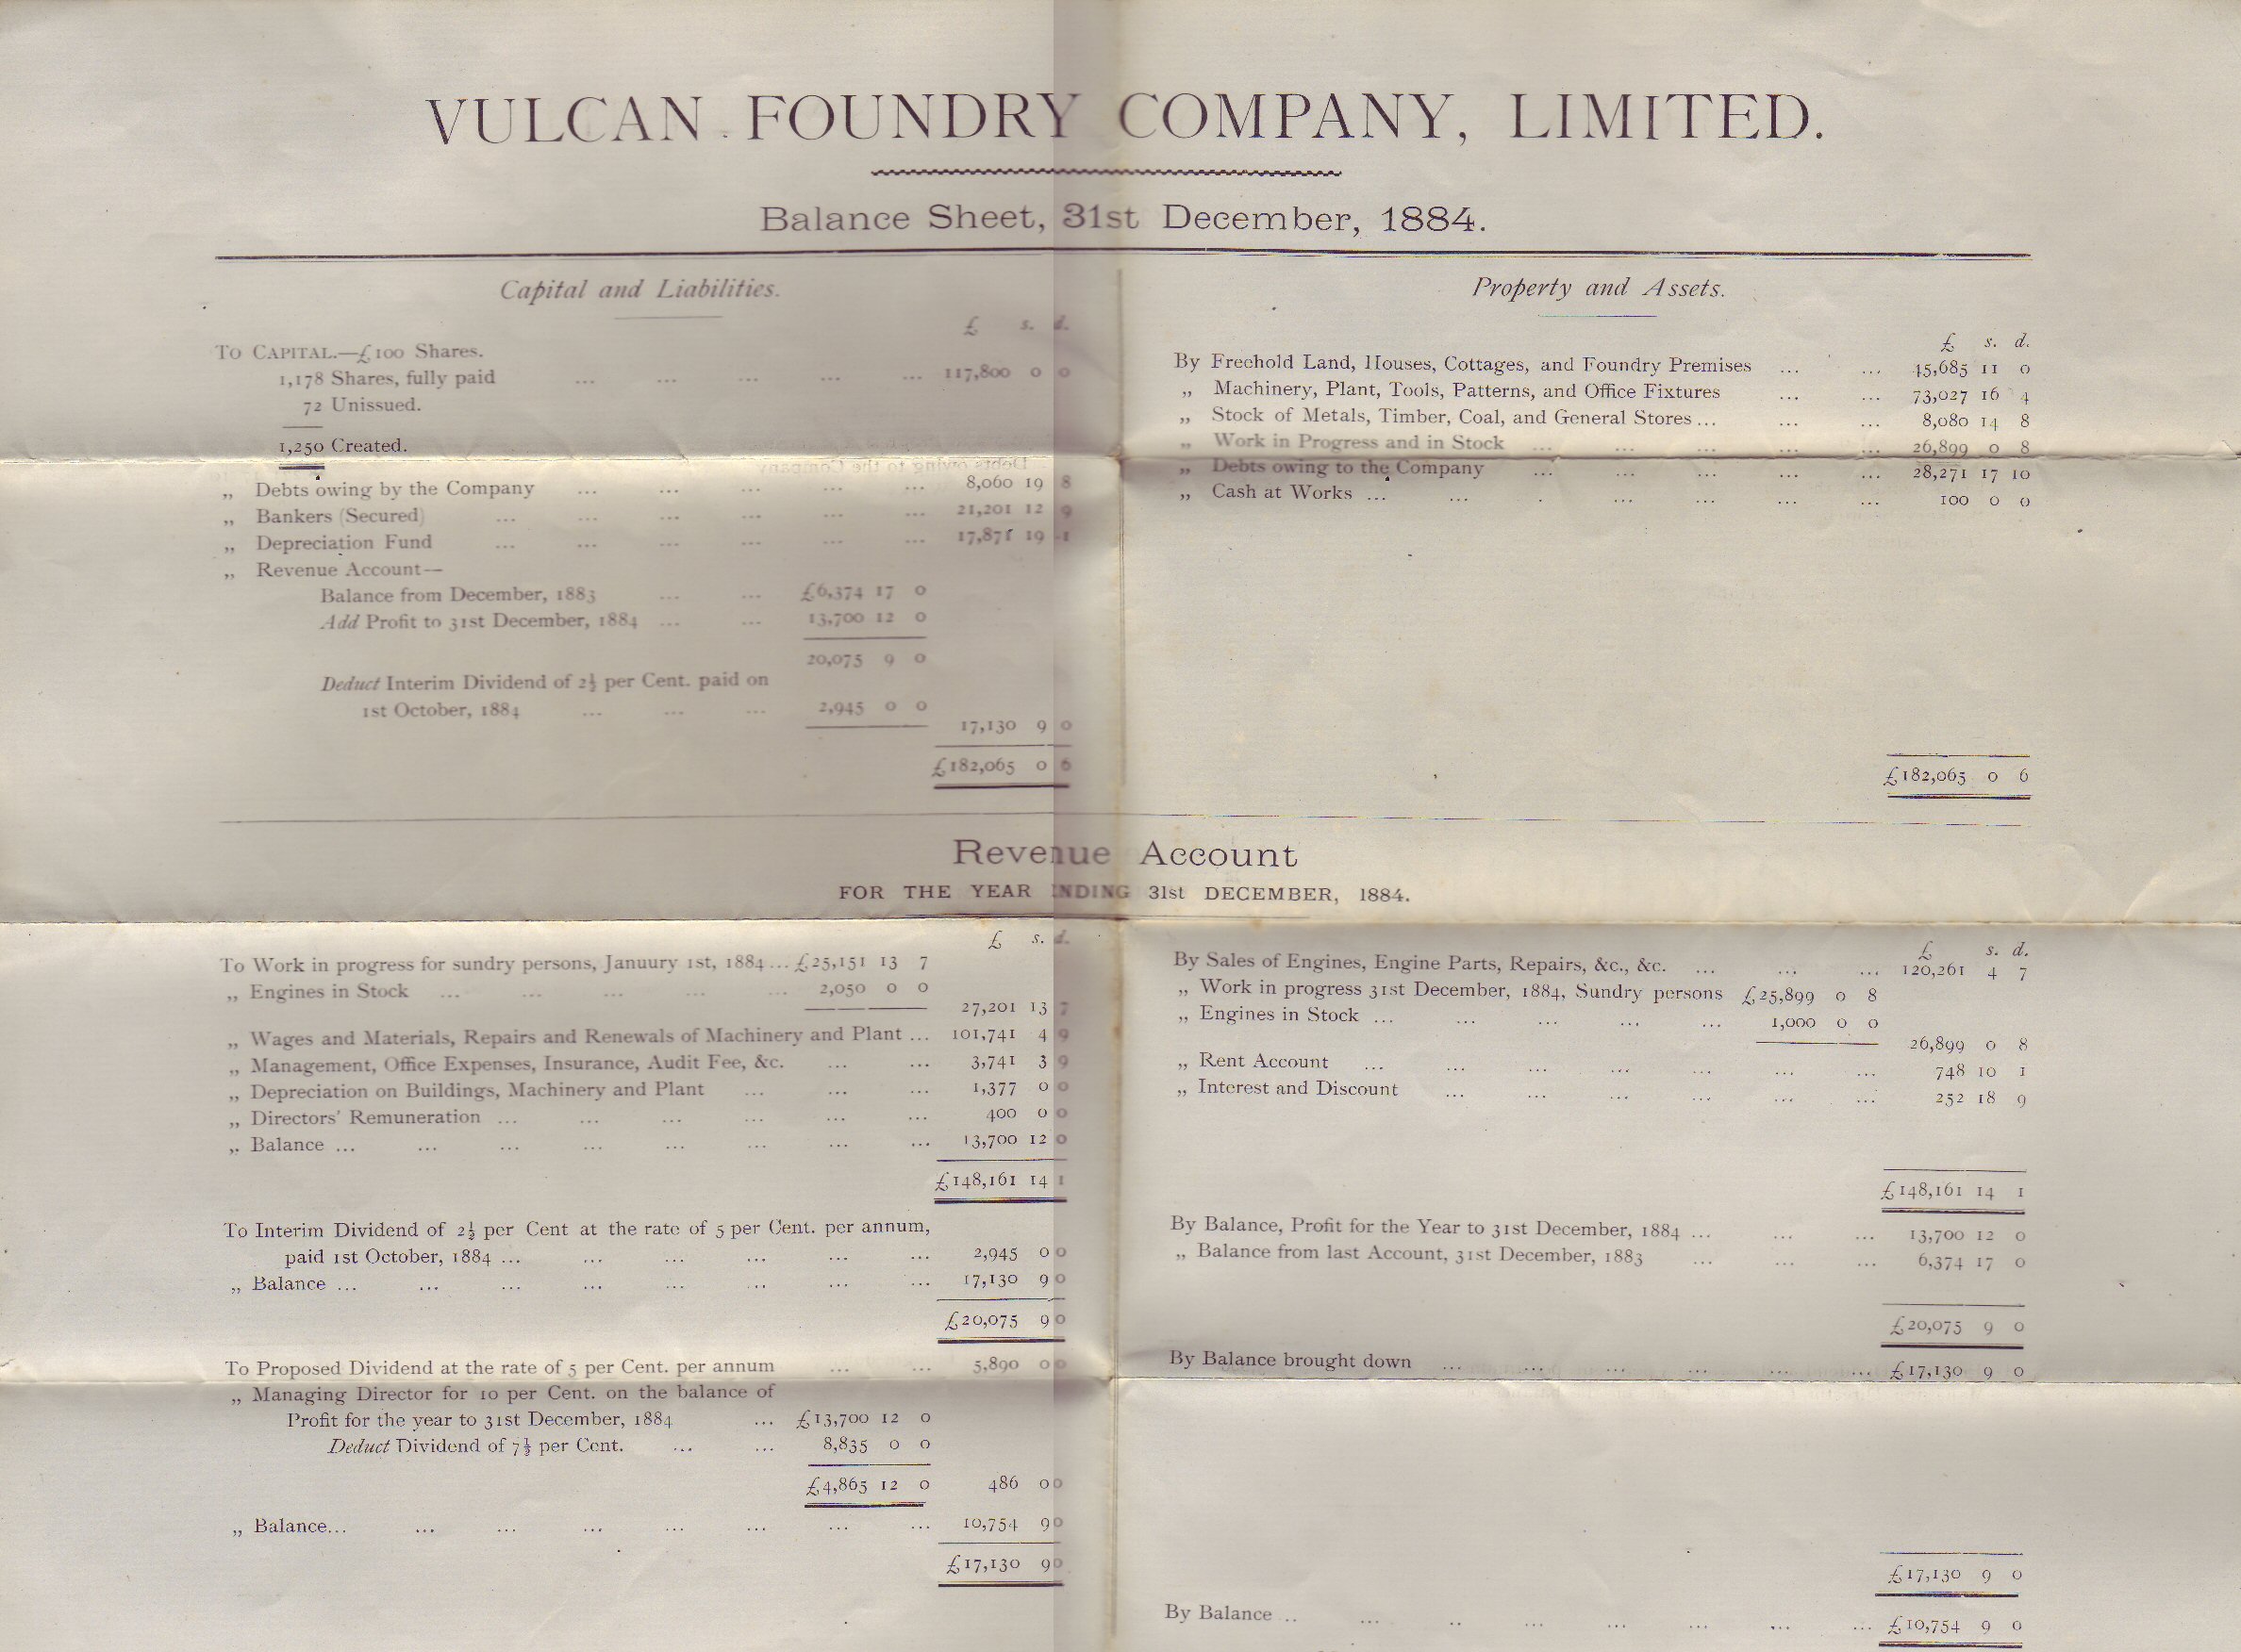 VULCAN FOUNDRY COMPANY, LIMITED.
Balance Sheet, 31st December, 1884.
Capital and Liabilities.
£ s. d.
To CAPITAL.—£100 Shares.
1,178 Shares, fully paid ... ... ... ... ... 117,800 0 0
72 Unissued.
1,250 Created.
„ Debts owing by the Company ... ... ... ... ... 8,060 19 8
„ Bankers (Secured) ... ... ... ... ... ... 21,201 12 9
„ Depreciation Fund ... ... ... ... ... ... 17,871 19 1
„ Revenue Account—
Balance from December, 1883 ... ... £6,374 17 0
Add Profit to 31st December, 1884 ... ... 13,700 12 0
20,075 9 0
Deduct Interim Dividend of 2½ per Cent. paid on
1st October, 1884 ... ... ... 2,945 0 0
17,130 9 0
£182,065 0 6
Property and Assets.
£ s. d.
By Freehold Land, Houses, Cottages, and Foundry Premises ... ... 45,685 11 0
„ Machinery, Plant, Tools, Patterns, and Office Fixtures ... ... 73,027 16 4
„ Stock of Metals, Timber, Coal, and General Stores ... ... ... 8,080 14 8
„ Work in Progress and in Stock ... ... ... ... ... 26,899 0 8
„ Debts owing to the Company ... ... ... ... ... 28,271 17 10
„ Cash at Works ... ... . ... ... ... ... 100 0 0
£182,065 0 6
Revenue Account
FOR THE YEAR ENDING 31st DECEMBER, 1884.
£ s. d.
To Work in progress for sundry persons, Januury 1st, 1884 ... £25,151 13 7
„ Engines in Stock ... ... ... ... ... 2,050 0 0
27,201 13 7
„ Wages and Materials, Repairs and Renewals of Machinery and Plant ... 101,741 4 9
„ Management, Office Expenses, Insurance, Audit Fee, &c. ... ... 3,741 3 9
„ Depreciation on Buildings, Machinery and Plant ... ... ... 1,377 0 0
„ Directors' Remuneration ... ... ... ... ... ... 400 0 0
„ Balance ... ... ... ... ... ... ... ... 13,700 12 0
£148,161 14 1
To Interim Dividend of 2½ per Cent at the rate of 5 per Cent. per annum,
paid 1st October, 1884 ... ... ... ... ... ... 2,945 0 0
„ Balance ... ... ... ... ... ... ... ... 17,130 9 0
£20,075 9 0
To Proposed Dividend at the rate of 5 per Cent. per annum ... ... 5,890 0 0
„ Managing Director for 10 per Cent. on the balance of
Profit for the year to 31st December, 1884 ... £13,700 12 0
Deduct Dividend of 7½ per Cent. ... ... 8,835 0 0
£4,865 12 0 486 0 0
„ Balance... ... ... ... ... ... ... ... 10,754 9 0
£17,130 9 0
£ s. d.
By Sales of Engines, Engine Parts, Repairs, &c., &c. ... ... ... 120,261 4 7
„ Work in progress 31st December, 1884, Sundry persons £25,899 0 8
„ Engines in Stock ... ... ... ... ... 1,000 0 0
26,899 0 8
„ Rent Account ... ... ... ... ... ... ... 748 10 1
„ Interest and Discount ... ... ... ... ... ... 252 18 9
£148,161 14 1
By Balance, Profit for the Year to 31st December, 1884 ... ... ... 13,700 12 0
„ Balance from last Account, 31st December, 1883 ... ... ... 6,374 17 0
£20,075 9 0
By Balance brought down ... ... ... ... ... ... £17,130 9 0
£17,130 9 0
By Balance .. ... .. ... ... ... ... ... £10,754 9 0